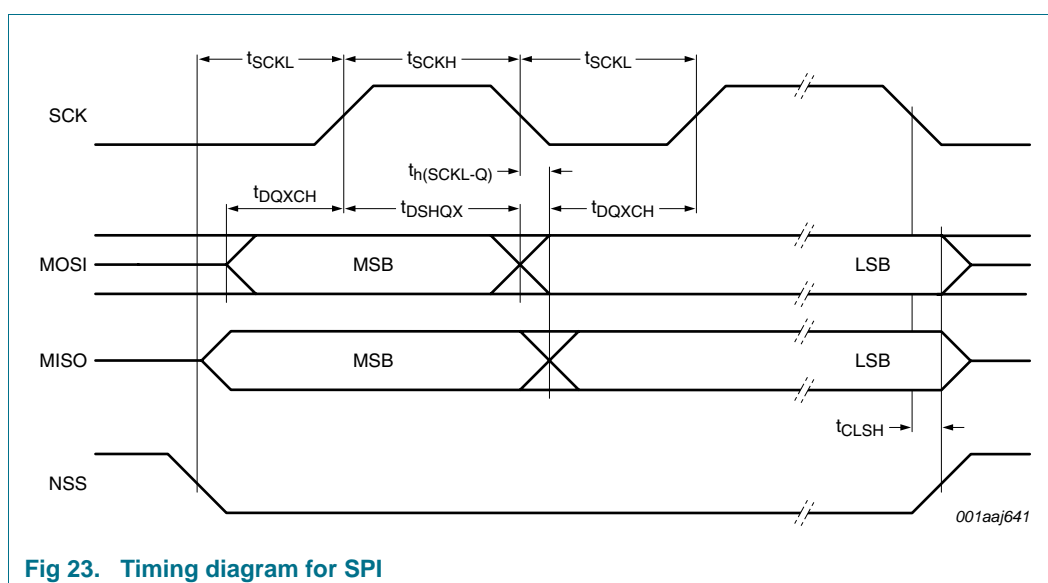 tSCKL tSCKH tSCKL
SCK
th(SCKL-Q)
tDQXCH tDSHQX tDQXCH
MOSI MSB LSB
MISO MSB LSB
tCLSH
NSS
001aaj641
Fig 23. Timing diagram for SPI